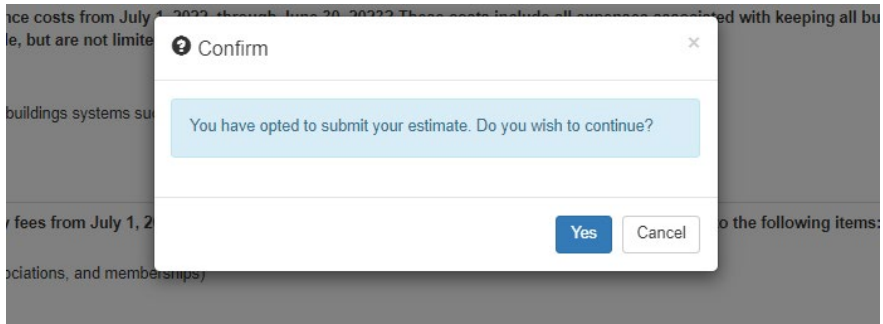 nce costs from July 1, 2022, through June 30, 2023? These costs include all expenses associated with keeping all bu
le, but are not limite
Confirm
×
buildings systems su
You have opted to submit your estimate. Do you wish to continue?
y fees from July 1, 2
o the following items:
Yes
Cancel
ociations, and memberships)